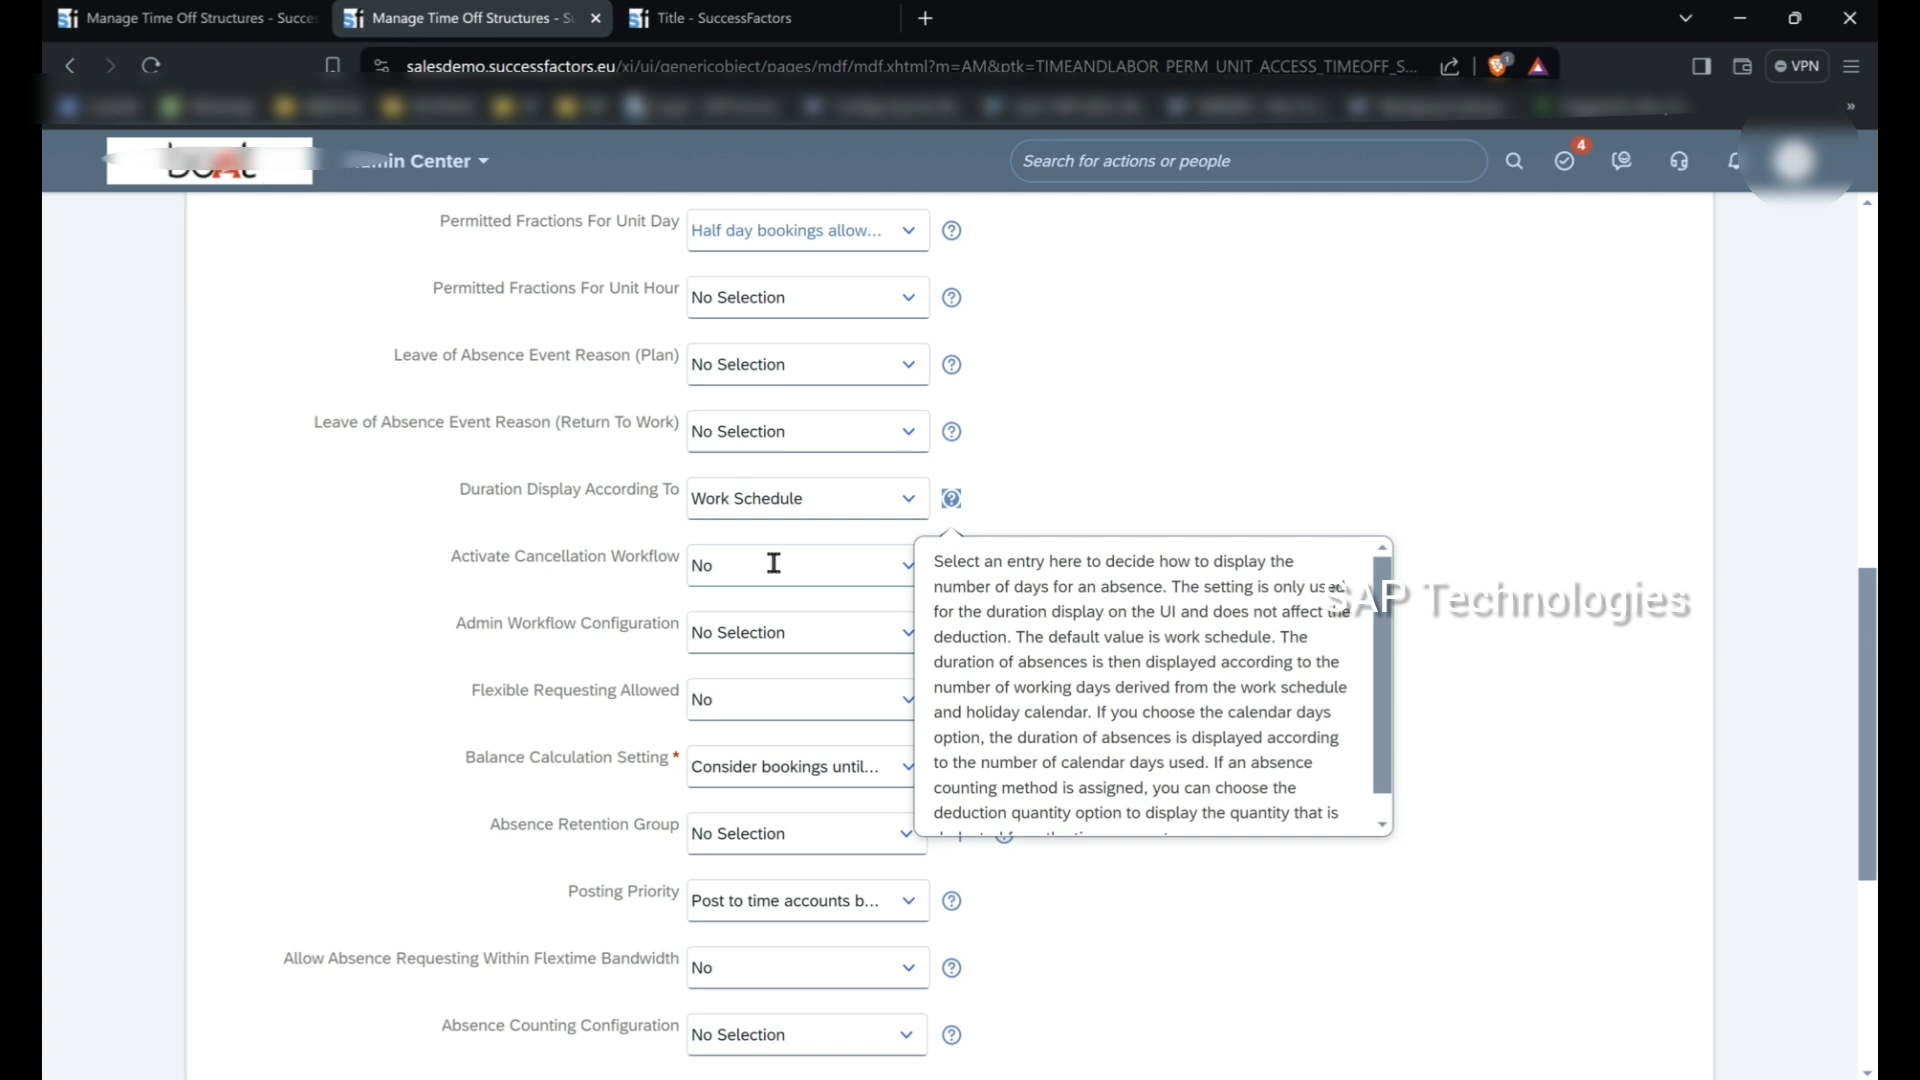 Manage Time Off Structures - Succe
Manage Time Off Structures - S
Title - SuccessFactors
salesdemo.successfactors.eu/xi/ui/genericobject/pages/mdf/mdf.xhtml?m=AM&ptk=TIMEANDLABOR_PERM_UNIT_ACCESS_TIMEOFF_S...
1
VPN
min Center
Search for actions or people
4
Permitted Fractions For Unit Day
Half day bookings allow...
Permitted Fractions For Unit Hour
No Selection
Leave of Absence Event Reason (Plan)
No Selection
Leave of Absence Event Reason (Return To Work)
No Selection
Duration Display According To
Work Schedule
Activate Cancellation Workflow
No
Admin Workflow Configuration
No Selection
Flexible Requesting Allowed
No
Balance Calculation Setting *
Consider bookings until...
Absence Retention Group
No Selection
Posting Priority
Post to time accounts b...
Allow Absence Requesting Within Flextime Bandwidth
No
Absence Counting Configuration
No Selection
Select an entry here to decide how to display the
number of days for an absence. The setting is only used
for the duration display on the UI and does not affect the
deduction. The default value is work schedule. The
duration of absences is then displayed according to the
number of working days derived from the work schedule
and holiday calendar. If you choose the calendar days
option, the duration of absences is displayed according
to the number of calendar days used. If an absence
counting method is assigned, you can choose the
deduction quantity option to display the quantity that is
SAP Technologies